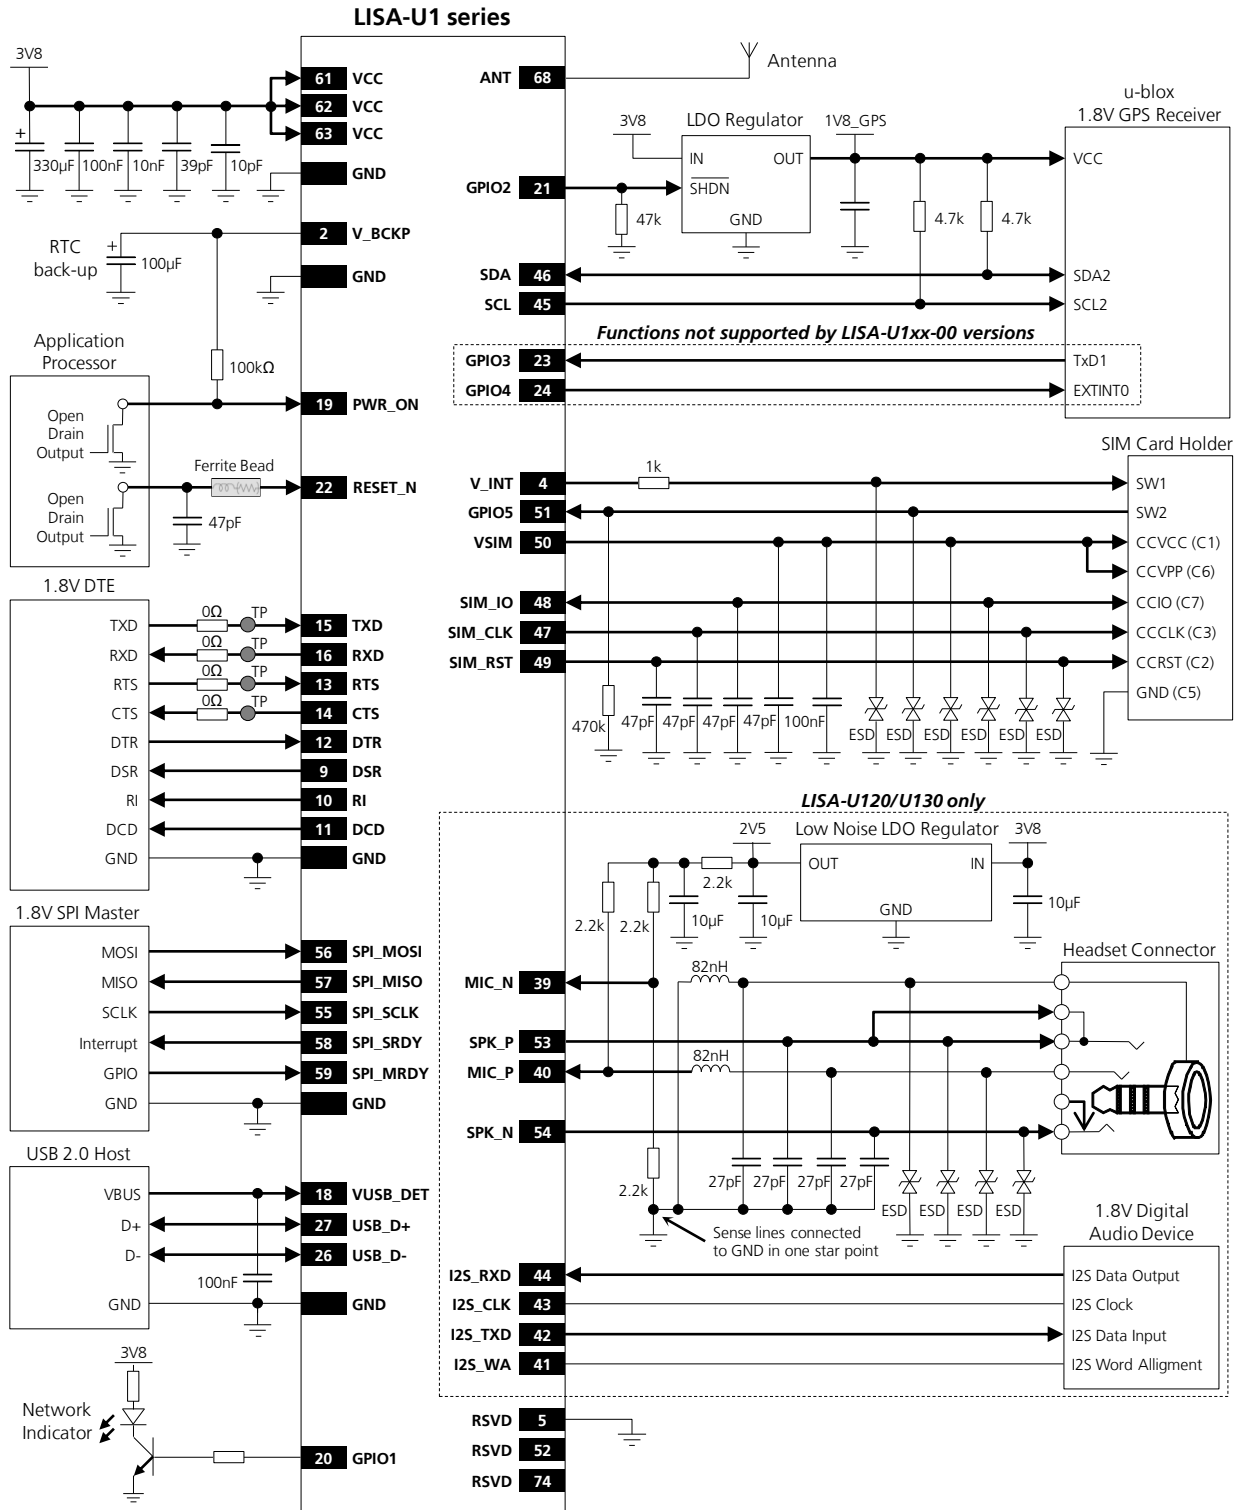 LISA-U1 series
3V8
330µF
100nF
10nF
39pF
10pF
61 VCC
62 VCC
63 VCC
GND
RTC
back-up
100µF
2 V_BCKP
GND
Application
Processor
100kΩ
Open
Drain
Output
19 PWR_ON
Ferrite Bead
Open
Drain
Output
47pF
22 RESET_N
1.8V DTE
TXD 0Ω TP 15 TXD
RXD 0Ω TP 16 RXD
RTS 0Ω TP 13 RTS
CTS 0Ω TP 14 CTS
DTR 12 DTR
DSR 9 DSR
RI 10 RI
DCD 11 DCD
GND GND
1.8V SPI Master
MOSI 56 SPI_MOSI
MISO 57 SPI_MISO
SCLK 55 SPI_SCLK
Interrupt 58 SPI_SRDY
GPIO 59 SPI_MRDY
GND GND
USB 2.0 Host
VBUS 18 VUSB_DET
D+ 27 USB_D+
D- 26 USB_D-
100nF
GND GND
3V8
Network
Indicator
20 GPIO1
ANT 68
Antenna
u-blox
1.8V GPS Receiver
3V8
LDO Regulator
1V8_GPS
IN OUT
VCC
GPIO2 21
SHDN
GND
47k
4.7k
4.7k
SDA 46 SDA2
SCL 45 SCL2
Functions not supported by LISA-U1xx-00 versions
GPIO3 23 TxD1
GPIO4 24 EXTINT0
SIM Card Holder
1k
V_INT 4 SW1
GPIO5 51 SW2
VSIM 50 CCVCC (C1)
CCVPP (C6)
SIM_IO 48 CCIO (C7)
SIM_CLK 47 CCCLK (C3)
SIM_RST 49 CCRST (C2)
GND (C5)
470k
47pF
47pF
47pF
47pF
100nF
ESD
ESD
ESD
ESD
ESD
ESD
LISA-U120/U130 only
2V5
Low Noise LDO Regulator
3V8
OUT IN
GND
2.2k
2.2k
2.2k
10µF
10µF
10µF
Headset Connector
82nH
MIC_N 39
SPK_P 53
82nH
MIC_P 40
SPK_N 54
2.2k
27pF
27pF
27pF
27pF
ESD
ESD
ESD
ESD
Sense lines connected
to GND in one star point
1.8V Digital
Audio Device
I2S_RXD 44 I2S Data Output
I2S_CLK 43 I2S Clock
I2S_TXD 42 I2S Data Input
I2S_WA 41 I2S Word Alligment
RSVD 5
RSVD 52
RSVD 74